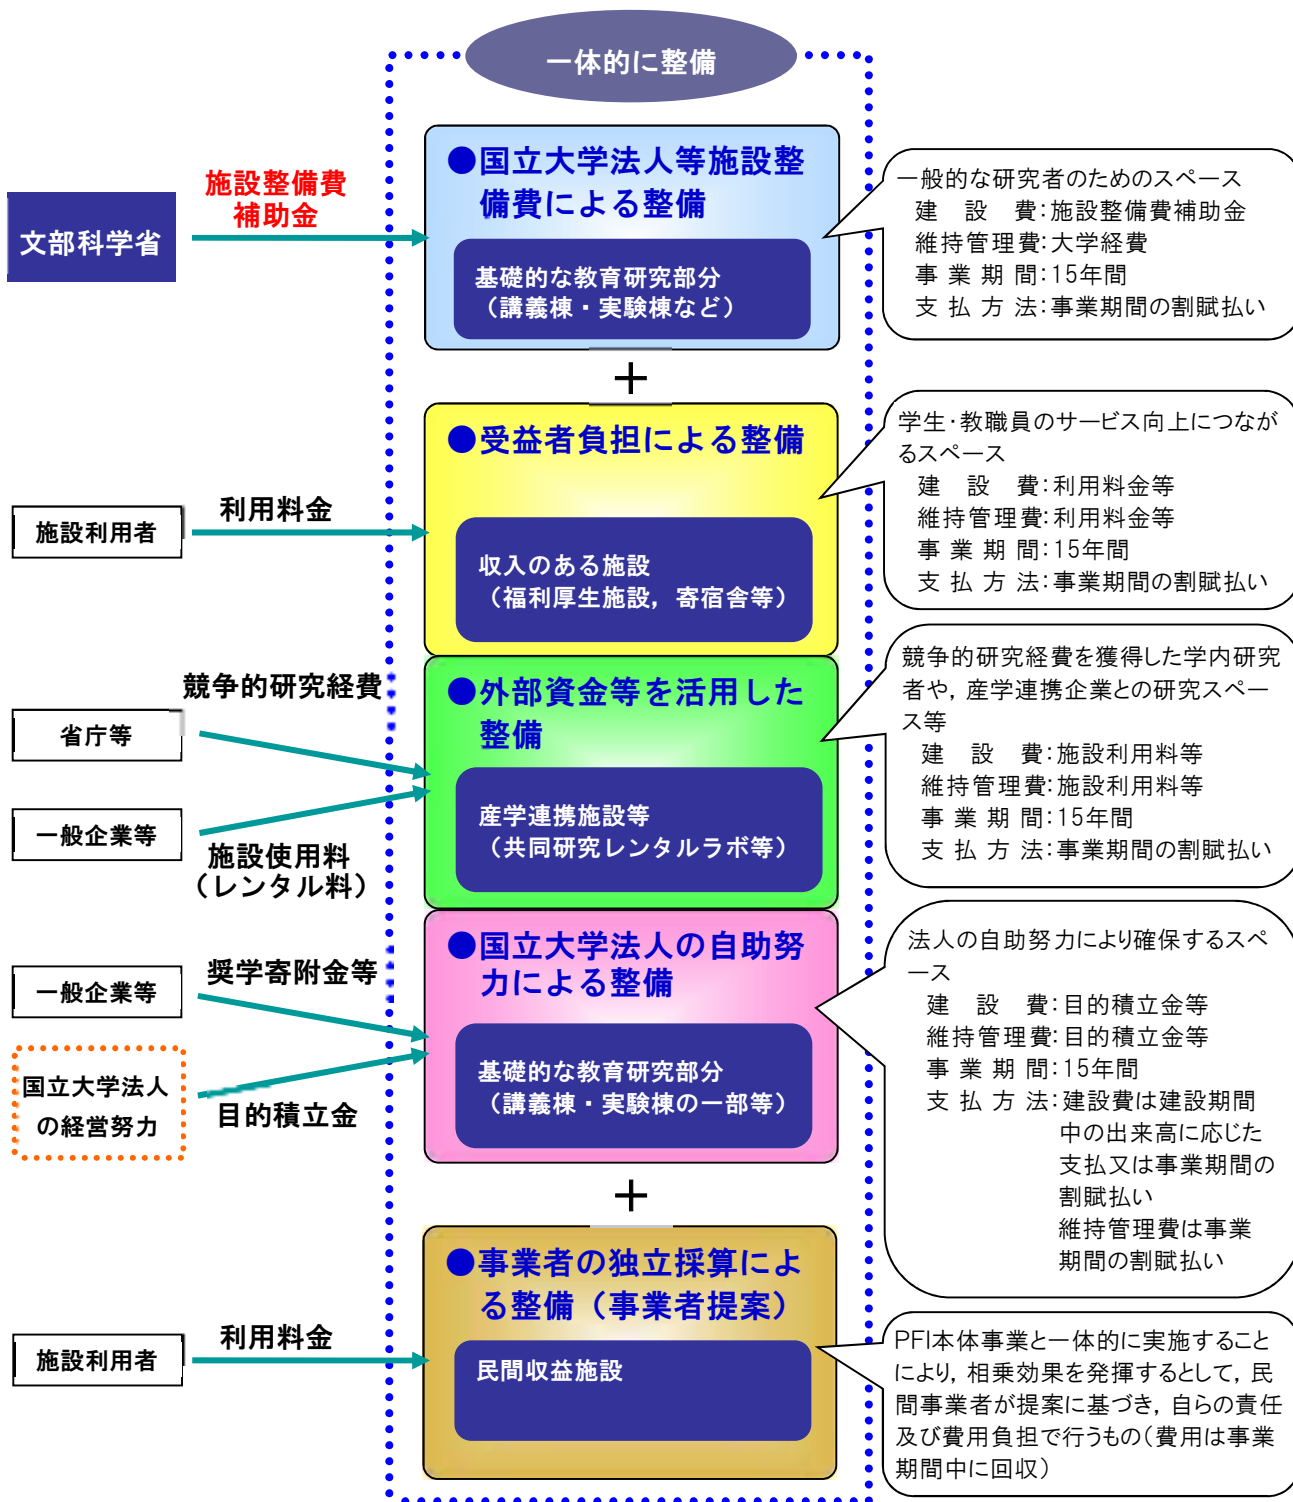 一体的に整備
文部科学省
施設整備費
補助金
●国立大学法人等施設整
備費による整備
基礎的な教育研究部分
（講義棟・実験棟など）
一般的な研究者のためのスペース
建　設　費：施設整備費補助金
維持管理費：大学経費
事 業 期 間：15年間
支 払 方 法：事業期間の割賦払い
＋
施設利用者
利用料金
●受益者負担による整備
収入のある施設
（福利厚生施設，寄宿舎等）
学生・教職員のサービス向上につなが
るスペース
建　設　費：利用料金等
維持管理費：利用料金等
事 業 期 間：15年間
支 払 方 法：事業期間の割賦払い
省庁等
競争的研究経費
一般企業等
施設使用料
（レンタル料）
●外部資金等を活用した
整備
産学連携施設等
（共同研究レンタルラボ等）
競争的研究経費を獲得した学内研究
者や，産学連携企業との研究スペー
ス等
建　設　費：施設利用料等
維持管理費：施設利用料等
事 業 期 間：15年間
支 払 方 法：事業期間の割賦払い
一般企業等
奨学寄附金等
国立大学法人
の経営努力
目的積立金
●国立大学法人の自助努
力による整備
基礎的な教育研究部分
（講義棟・実験棟の一部等）
法人の自助努力により確保するスペ
ース
建　設　費：目的積立金等
維持管理費：目的積立金等
事 業 期 間：15年間
支 払 方 法：建設費は建設期間
中の出来高に応じた
支払又は事業期間の
割賦払い
維持管理費は事業
期間の割賦払い
＋
施設利用者
利用料金
●事業者の独立採算によ
る整備（事業者提案）
民間収益施設
PFI本体事業と一体的に実施すること
により，相乗効果を発揮するとして，民
間事業者が提案に基づき，自らの責任
及び費用負担で行うもの（費用は事業
期間中に回収）